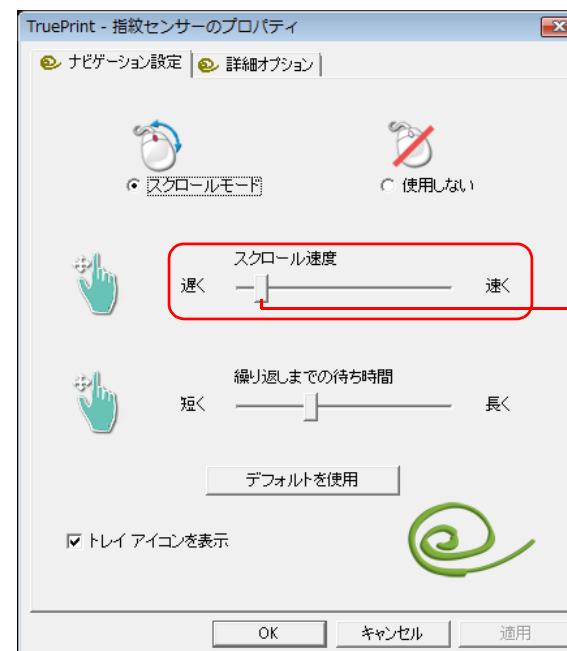 TruePrint - 指紋センサーのプロパティ
ナビゲーション設定 詳細オプション
スクロールモード 使用しない
スクロール速度
遅く 速く
繰り返しまでの待ち時間
短く 長く
デフォルトを使用
トレイ アイコンを表示
OK キャンセル 適用